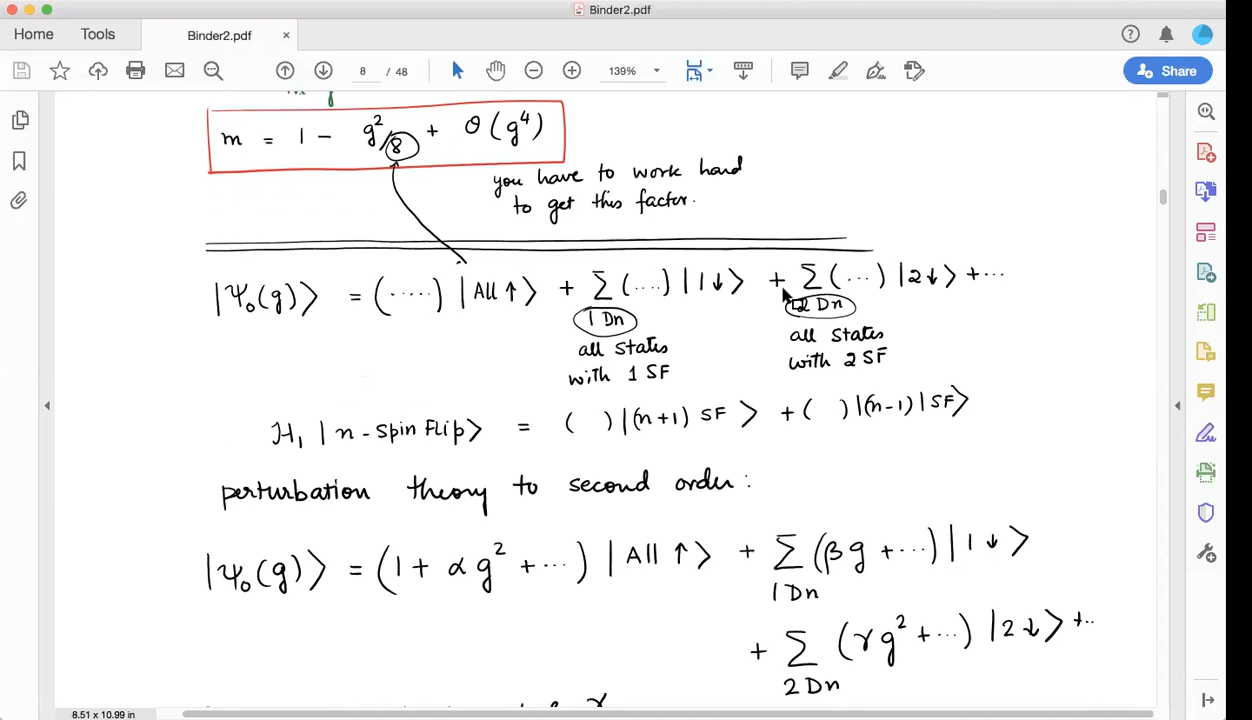 Binder2.pdf
Home Tools Binder2.pdf ×
8 / 48 139% Share
m = 1 - g²/8 + O(g⁴)
you have to work hard
to get this factor.
|Ψ₀(g)⟩ = (.....) |All ↑⟩ + Σ (....) |1↓⟩ + Σ (...) |2↓⟩ + ...
1 Dn 2 Dn
all states all states
with 1 SF with 2 SF
H₁ | n - Spin Flip⟩ = ( ) |(n+1) SF ⟩ + ( ) |(n-1) | SF⟩
perturbation theory to second order:
|Ψ₀(g)⟩ = (1 + αg² + ...) | All ↑⟩ + Σ (βg + ...) | 1 ↓⟩
1 Dn
+ Σ (γg² + ...) |2↓⟩ + ..
2 Dn
8.51 x 10.99 in